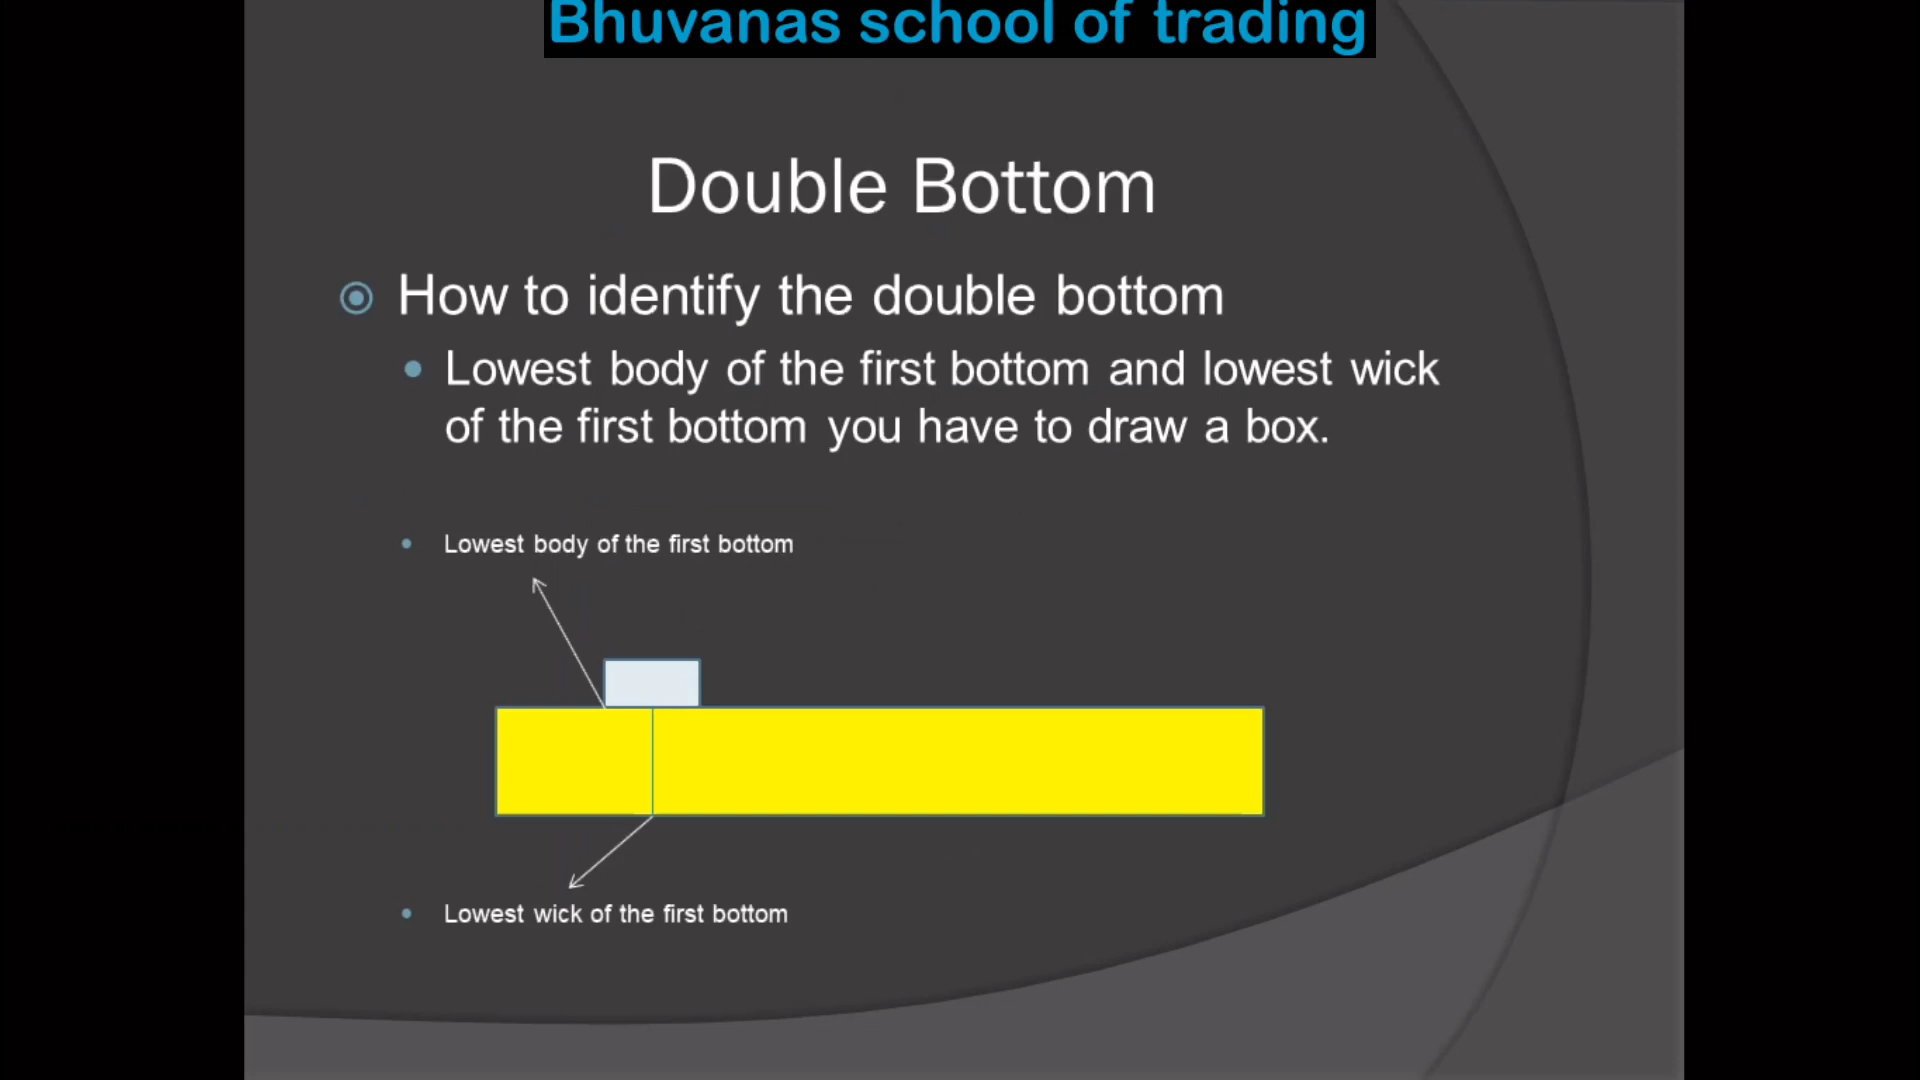 Bhuvanas school of trading
Double Bottom
How to identify the double bottom
Lowest body of the first bottom and lowest wick
of the first bottom you have to draw a box.
Lowest body of the first bottom
Lowest wick of the first bottom